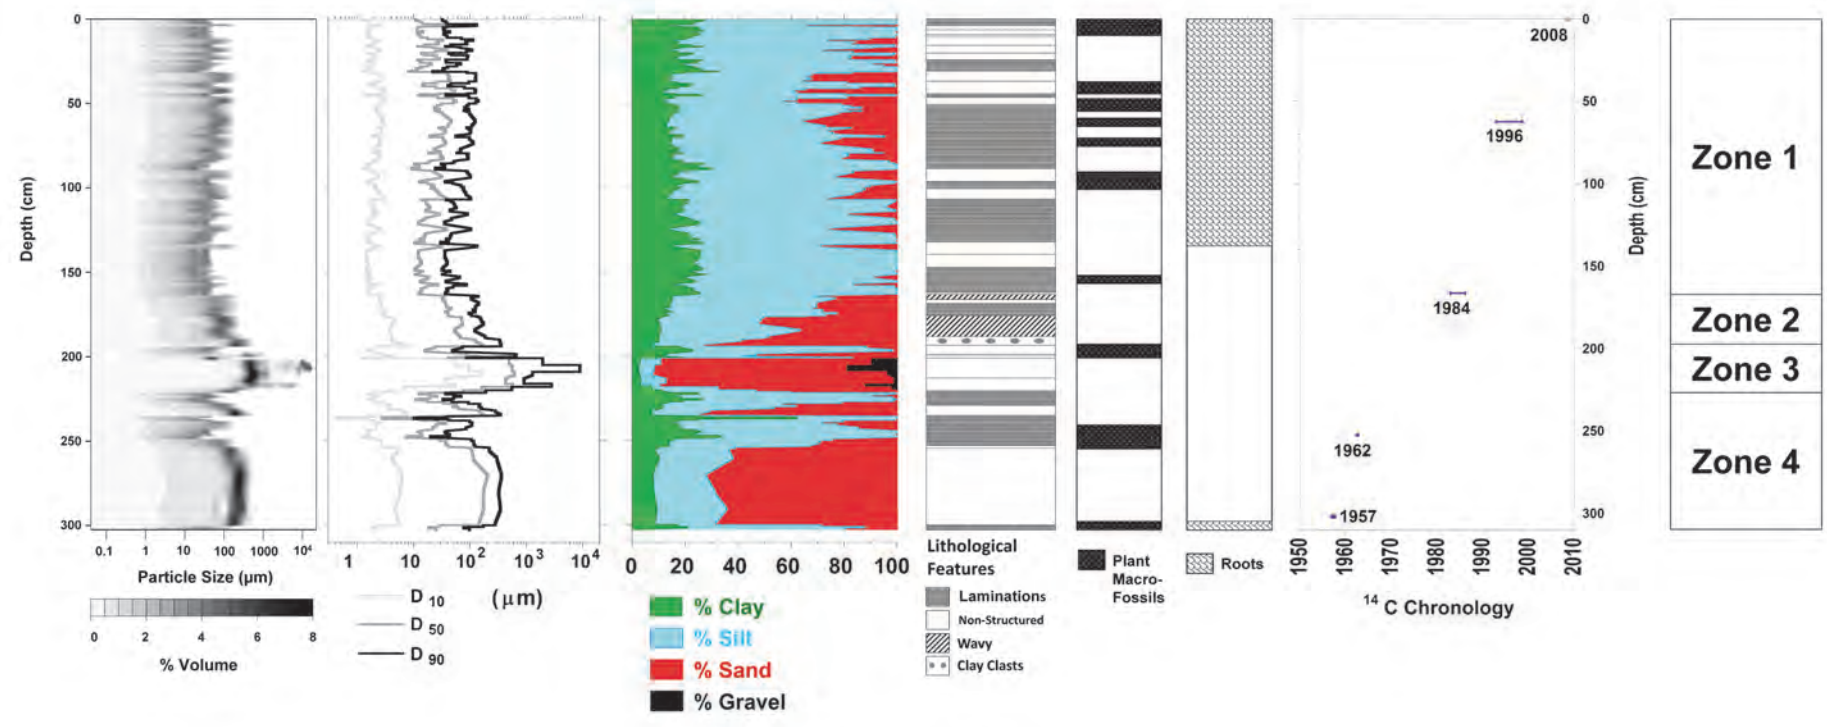 0
50
100
150
200
250
300
Depth (cm)
0.1 1 10 100 1000 10⁴
Particle Size (µm)
0 2 4 6 8
% Volume
1 10 10² 10³ 10⁴
(µm)
D 10
D 50
D 90
0 20 40 60 80 100
% Clay
% Silt
% Sand
% Gravel
Lithological
Features
Laminations
Non-Structured
Wavy
Clay Clasts
Plant
Macro-
Fossils
Roots
2008
1996
1984
1962
1957
1950 1960 1970 1980 1990 2000 2010
¹⁴ C Chronology
0
50
100
150
200
250
300
Depth (cm)
Zone 1
Zone 2
Zone 3
Zone 4